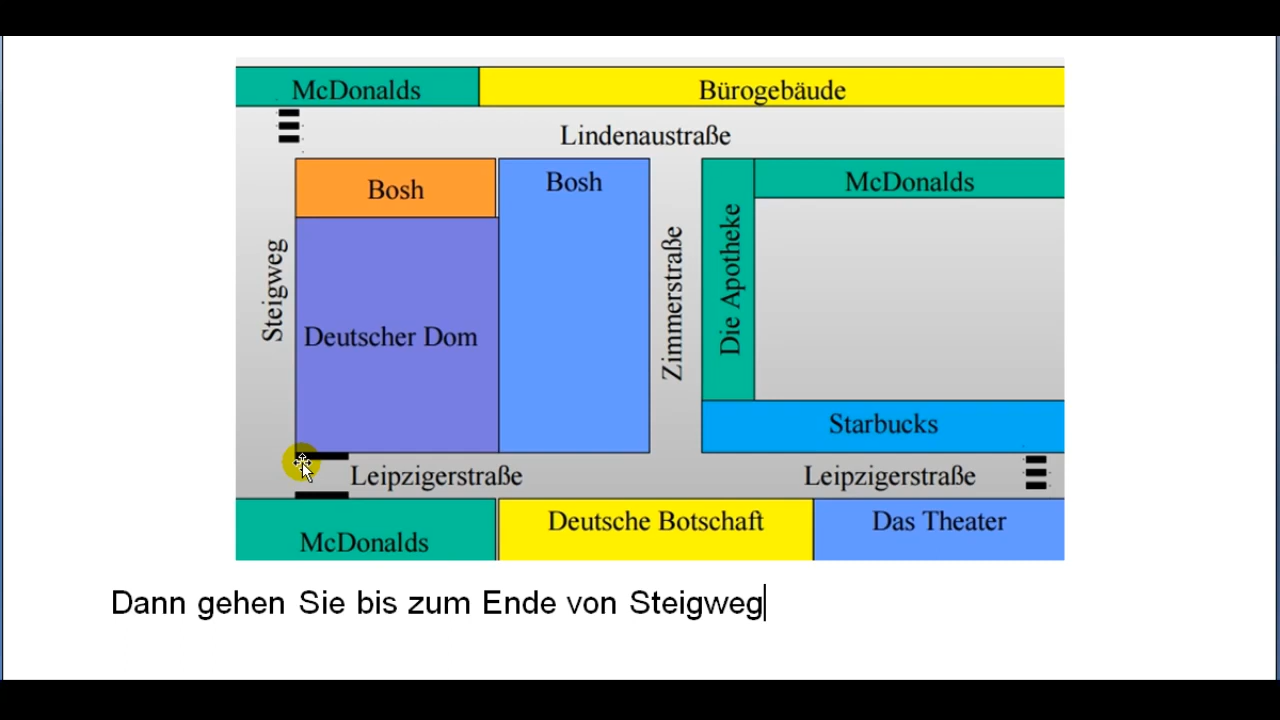 McDonalds
Bürogebäude
Lindenaustraße
Bosh
Bosh
McDonalds
Steigweg
Deutscher Dom
Zimmerstraße
Die Apotheke
Starbucks
Leipzigerstraße
Leipzigerstraße
McDonalds
Deutsche Botschaft
Das Theater
Dann gehen Sie bis zum Ende von Steigweg